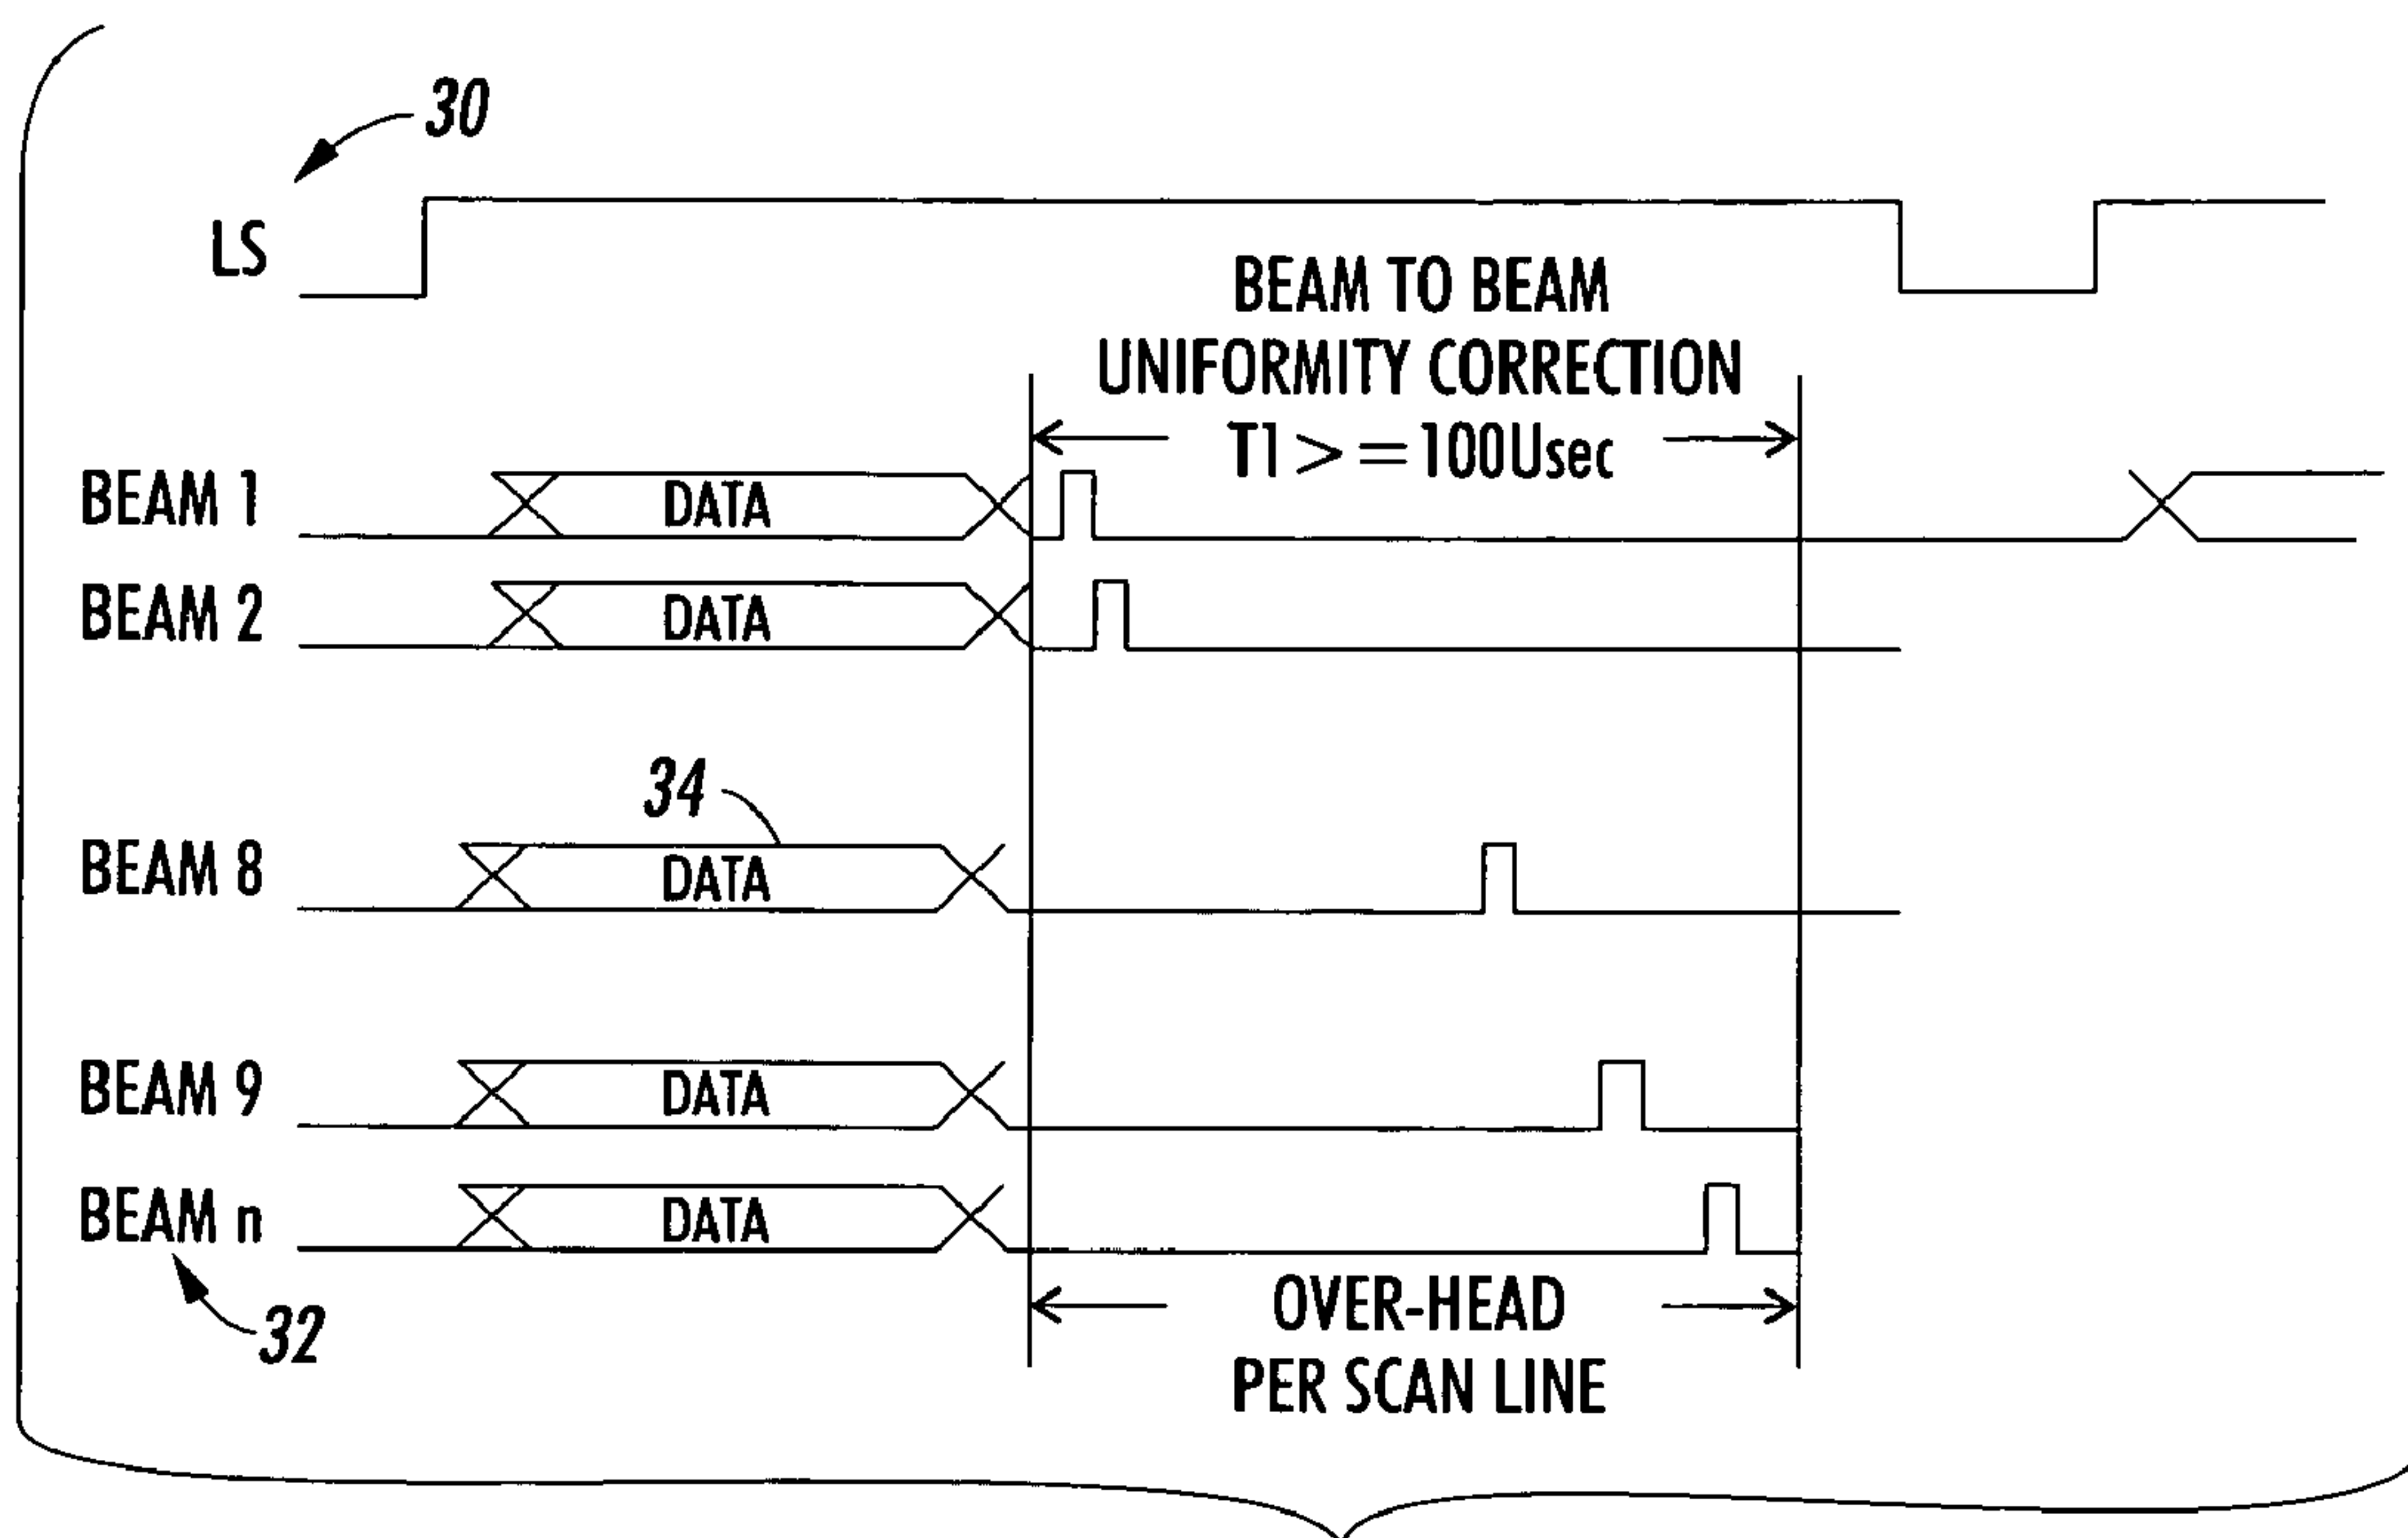 30
LS
BEAM TO BEAM
UNIFORMITY CORRECTION
T1 > = 100Usec
BEAM 1 DATA
BEAM 2 DATA
34
BEAM 8 DATA
BEAM 9 DATA
BEAM n DATA
32
OVER-HEAD
PER SCAN LINE